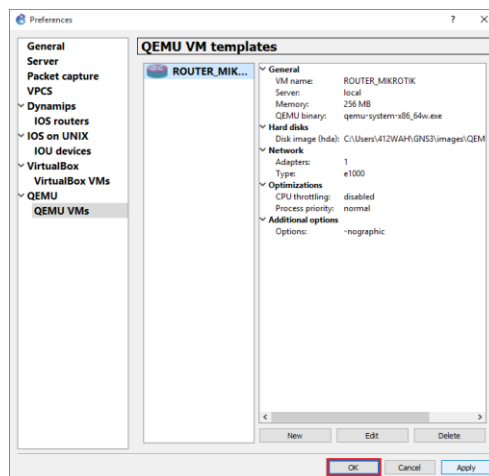 Preferences
? ×
General
Server
Packet capture
VPCS
Dynamips
IOS routers
IOS on UNIX
IOU devices
VirtualBox
VirtualBox VMs
QEMU
QEMU VMs
QEMU VM templates
ROUTER_MIK...
General
VM name: ROUTER_MIKROTIK
Server: local
Memory: 256 MB
QEMU binary: qemu-system-x86_64w.exe
Hard disks
Disk image (hda): C:\Users\412WAH\GNS3\images\QEM
Network
Adapters: 1
Type: e1000
Optimizations
CPU throttling: disabled
Process priority: normal
Additional options
Options: -nographic
New Edit Delete
OK Cancel Apply